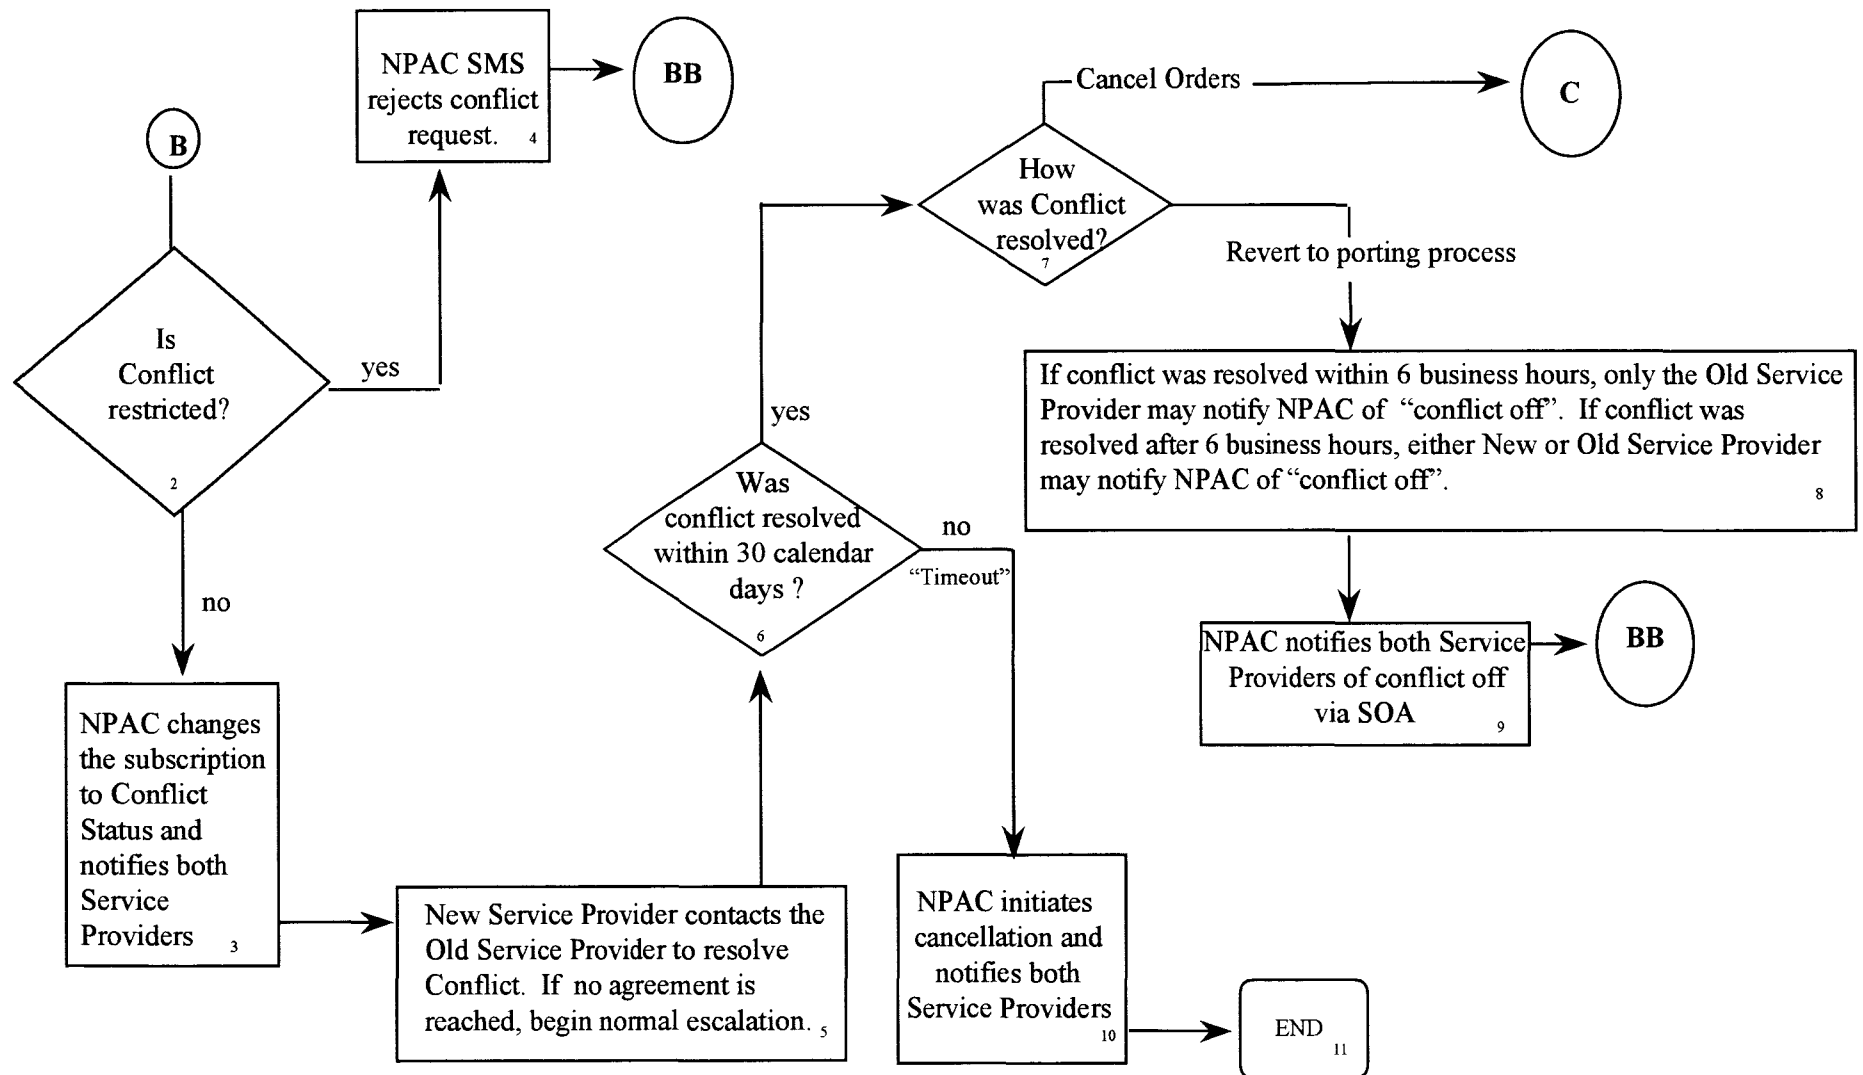 B
Is
Conflict
restricted?
2
yes
no
NPAC SMS
rejects conflict
request. 4
BB
NPAC changes
the subscription
to Conflict
Status and
notifies both
Service
Providers 3
New Service Provider contacts the
Old Service Provider to resolve
Conflict. If no agreement is
reached, begin normal escalation. 5
Was
conflict resolved
within 30 calendar
days ?
6
yes
no
“Timeout”
How
was Conflict
resolved?
7
Cancel Orders
C
Revert to porting process
If conflict was resolved within 6 business hours, only the Old Service
Provider may notify NPAC of “conflict off”. If conflict was
resolved after 6 business hours, either New or Old Service Provider
may notify NPAC of “conflict off”.
8
NPAC notifies both Service
Providers of conflict off
via SOA 9
BB
NPAC initiates
cancellation and
notifies both
Service Providers
10
END
11